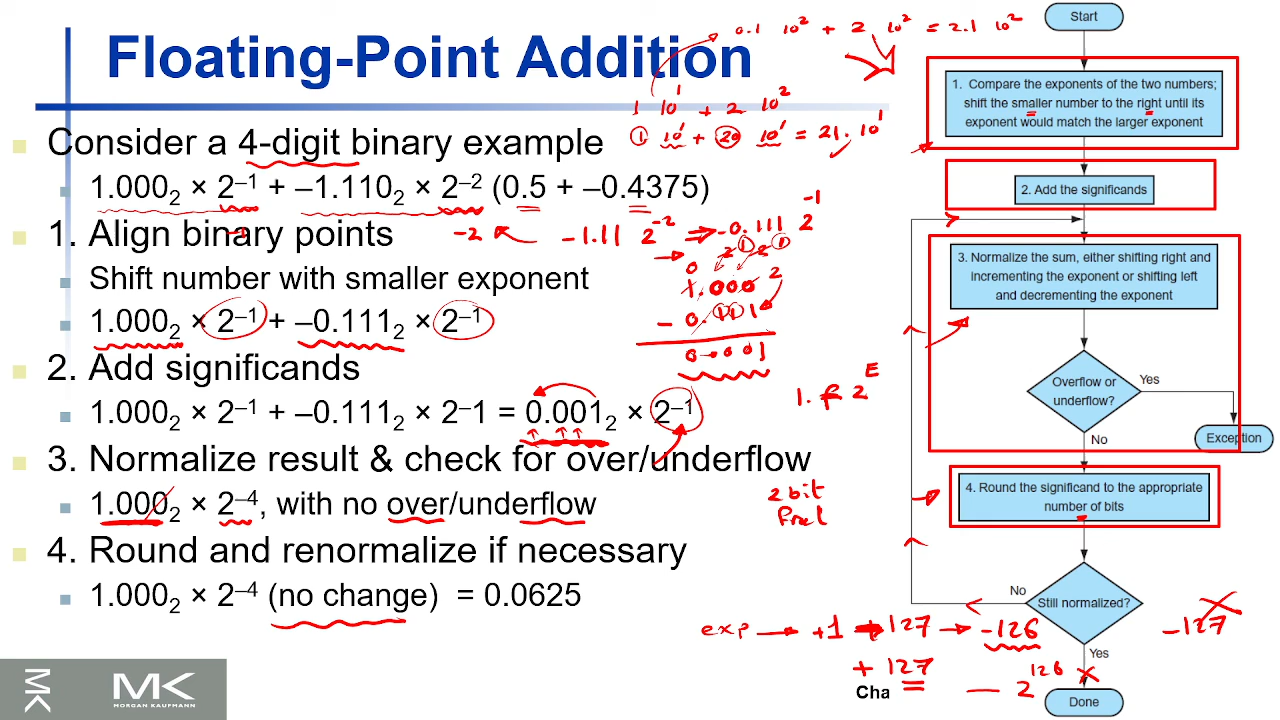 Floating-Point Addition
Consider a 4-digit binary example
1.000₂ × 2⁻¹ + –1.110₂ × 2⁻² (0.5 + –0.4375)
1. Align binary points
Shift number with smaller exponent
1.000₂ × 2⁻¹ + –0.111₂ × 2⁻¹
2. Add significands
1.000₂ × 2⁻¹ + –0.111₂ × 2–1 = 0.001₂ × 2⁻¹
3. Normalize result & check for over/underflow
1.000₂ × 2⁻⁴, with no over/underflow
4. Round and renormalize if necessary
1.000₂ × 2⁻⁴ (no change) = 0.0625
MK
MK
MORGAN KAUFMANN
0.1 10² + 2 10² = 2.1 10²
1 10¹ + 2 10²
1 10¹ + 20 10¹ = 21. 10¹
-1
-2
-1.11 2⁻² ⇒ -0.111 2⁻¹
0
1.000 2
- 0.111
0.001
1. f 2ᴱ
2 bit
exp → +1 127 → -126
-127
+ 127
Cha
Start
1. Compare the exponents of the two numbers;
shift the smaller number to the right until its
exponent would match the larger exponent
2. Add the significands
3. Normalize the sum, either shifting right and
incrementing the exponent or shifting left
and decrementing the exponent
Overflow or
underflow?
Yes
No
Exception
4. Round the significand to the appropriate
number of bits
No
Still normalized?
Yes
Done